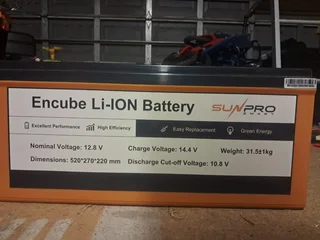 Encube Li-ION Battery
SUNPRO
Excellent Performance
High Efficiency
Easy Replacement
Green Energy
Nominal Voltage: 12.8 V Charge Voltage: 14.4 V Weight: 31.5±1kg
Dimensions: 520*270*220 mm Discharge Cut-off Voltage: 10.8 V